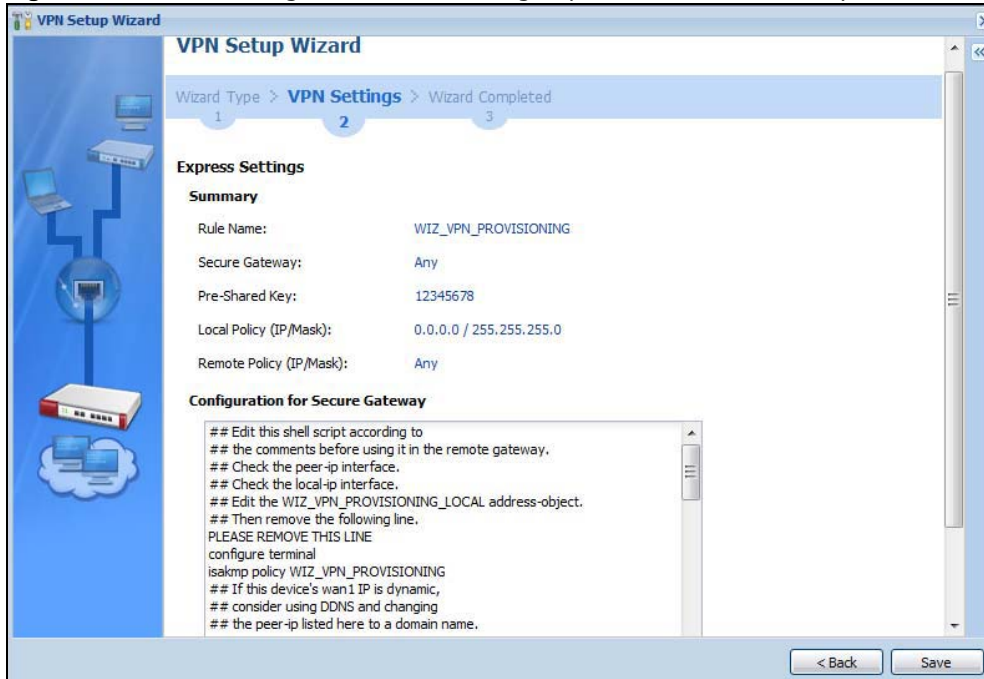 VPN Setup Wizard
VPN Setup Wizard
Wizard Type > VPN Settings > Wizard Completed
1 2 3
Express Settings
Summary
Rule Name: WIZ_VPN_PROVISIONING
Secure Gateway: Any
Pre-Shared Key: 12345678
Local Policy (IP/Mask): 0.0.0.0 / 255.255.255.0
Remote Policy (IP/Mask): Any
Configuration for Secure Gateway
## Edit this shell script according to
## the comments before using it in the remote gateway.
## Check the peer-ip interface.
## Check the local-ip interface.
## Edit the WIZ_VPN_PROVISIONING_LOCAL address-object.
## Then remove the following line.
PLEASE REMOVE THIS LINE
configure terminal
isakmp policy WIZ_VPN_PROVISIONING
## If this device's wan1 IP is dynamic,
## consider using DDNS and changing
## the peer-ip listed here to a domain name.
< Back Save